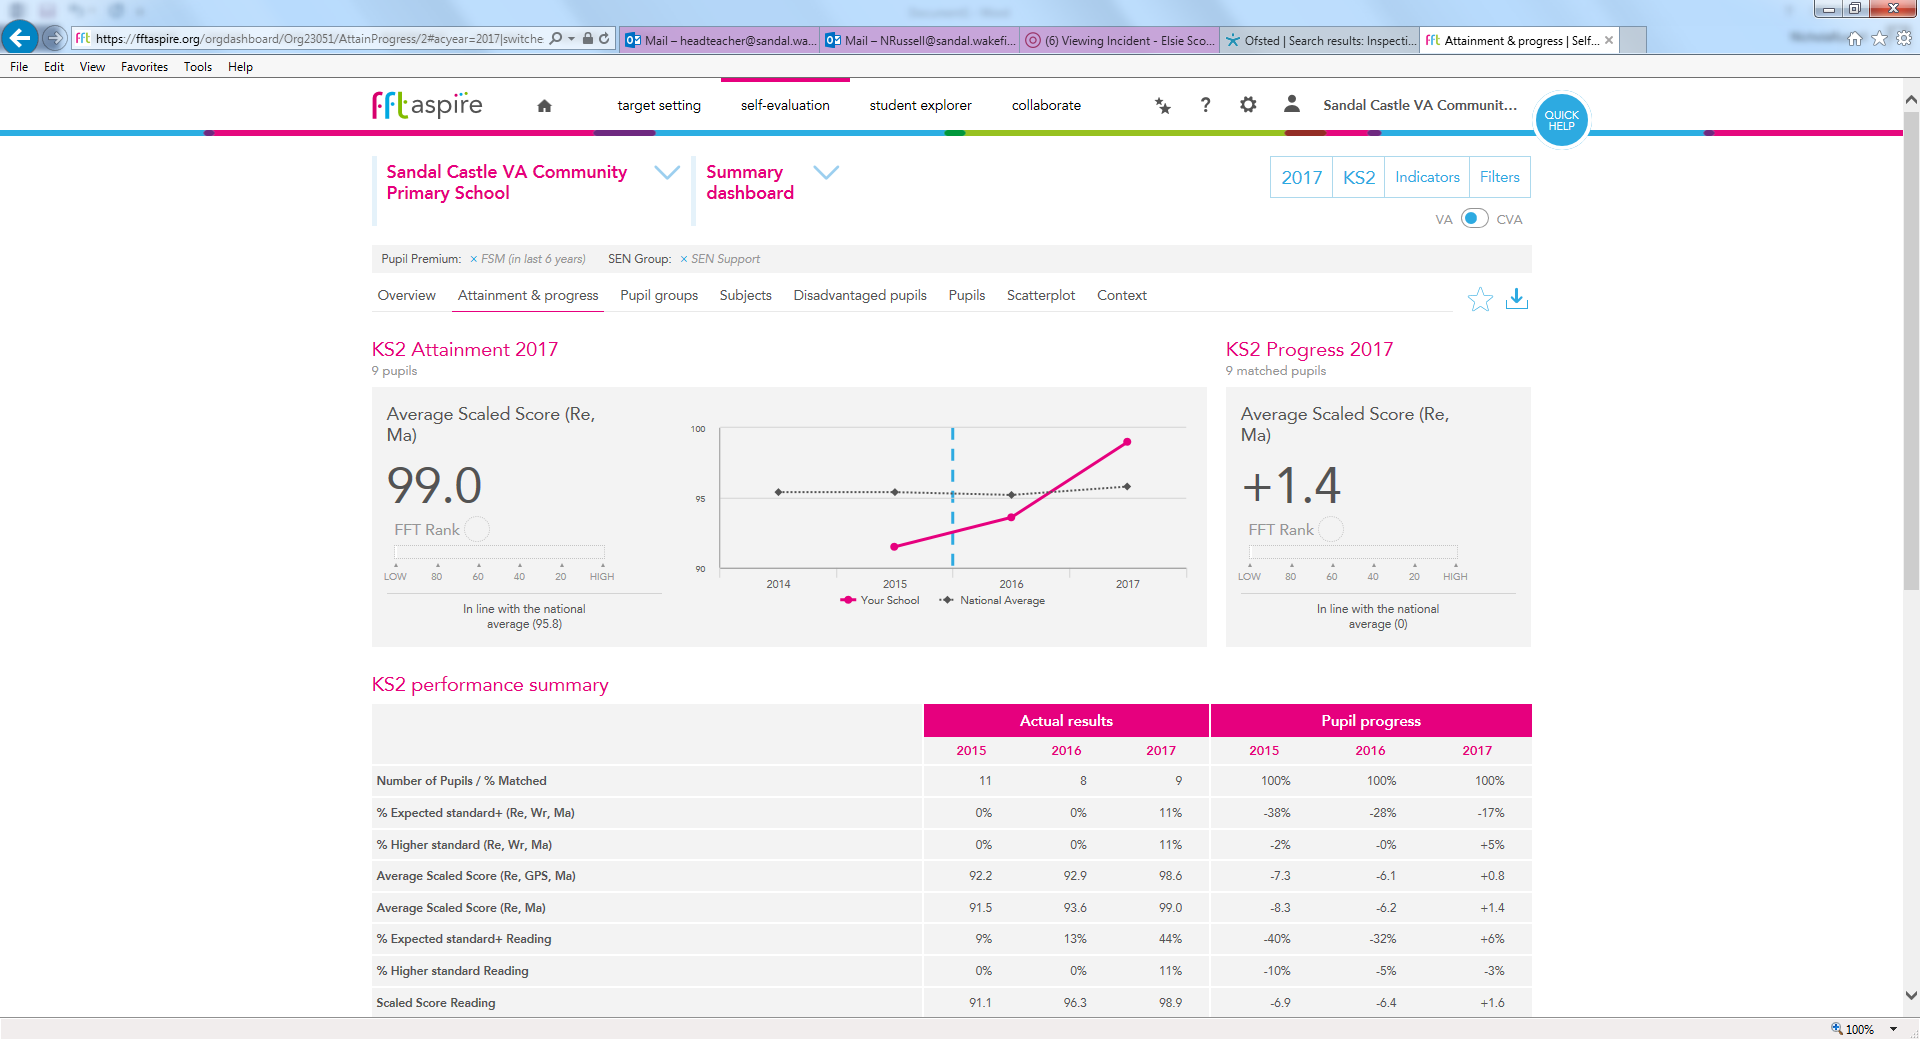 https://fftaspire.org/orgdashboard/Org23051/AttainProgress/2#acyear=2017|switche
Mail – headteacher@sandal.wa...
Mail – NRussell@sandal.wakefi...
(6) Viewing Incident - Elsie Sco...
Ofsted | Search results: Inspecti...
Attainment & progress | Self...
File Edit View Favorites Tools Help
fft aspire
target setting self-evaluation student explorer collaborate
? Sandal Castle VA Communit...
QUICK
HELP
Sandal Castle VA Community
Primary School
Summary
dashboard
2017 KS2 Indicators Filters
VA CVA
Pupil Premium: × FSM (in last 6 years) SEN Group: × SEN Support
Overview Attainment & progress Pupil groups Subjects Disadvantaged pupils Pupils Scatterplot Context
KS2 Attainment 2017
9 pupils
Average Scaled Score (Re,
Ma)
99.0
FFT Rank
LOW 80 60 40 20 HIGH
In line with the national
average (95.8)
100
95
90
2014 2015 2016 2017
Your School National Average
KS2 Progress 2017
9 matched pupils
Average Scaled Score (Re,
Ma)
+1.4
FFT Rank
LOW 80 60 40 20 HIGH
In line with the national
average (0)
KS2 performance summary
Actual results Pupil progress
2015 2016 2017 2015 2016 2017
Number of Pupils / % Matched 11 8 9 100% 100% 100%
% Expected standard+ (Re, Wr, Ma) 0% 0% 11% -38% -28% -17%
% Higher standard (Re, Wr, Ma) 0% 0% 11% -2% -0% +5%
Average Scaled Score (Re, GPS, Ma) 92.2 92.9 98.6 -7.3 -6.1 +0.8
Average Scaled Score (Re, Ma) 91.5 93.6 99.0 -8.3 -6.2 +1.4
% Expected standard+ Reading 9% 13% 44% -40% -32% +6%
% Higher standard Reading 0% 0% 11% -10% -5% -3%
Scaled Score Reading 91.1 96.3 98.9 -6.9 -6.4 +1.6
100%